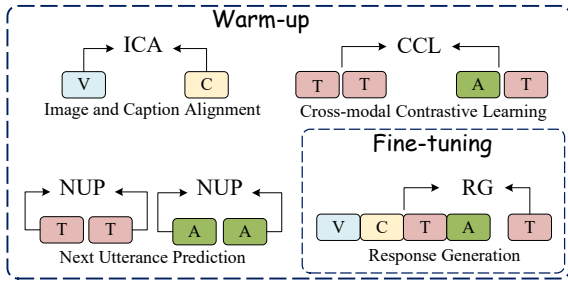 Warm-up
ICA
V C
Image and Caption Alignment
CCL
T T A T
Cross-modal Contrastive Learning
NUP NUP
T T A A
Next Utterance Prediction
Fine-tuning
RG
V C T A T
Response Generation